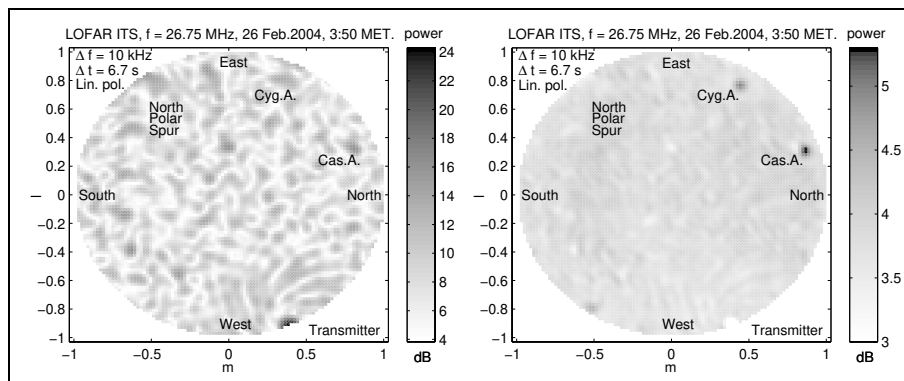 LOFAR ITS, f = 26.75 MHz, 26 Feb.2004, 3:50 MET. power
Δ f = 10 kHz
Δ t = 6.7 s
Lin. pol.
East
Cyg.A.
North
Polar
Spur
Cas.A.
South
North
West
Transmitter
l
1
0.8
0.6
0.4
0.2
0
−0.2
−0.4
−0.6
−0.8
−1
−1
−0.5
0
0.5
1
m
24
22
20
18
16
14
12
10
8
6
4
dB
LOFAR ITS, f = 26.75 MHz, 26 Feb.2004, 3:50 MET. power
Δ f = 10 kHz
Δ t = 6.7 s
Lin. pol.
East
Cyg.A.
North
Polar
Spur
Cas.A.
South
North
West
Transmitter
l
1
0.8
0.6
0.4
0.2
0
−0.2
−0.4
−0.6
−0.8
−1
−1
−0.5
0
0.5
1
m
5
4.5
4
3.5
3
dB